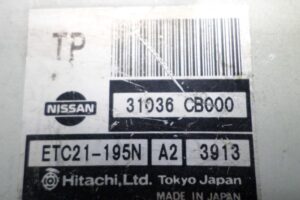 TP
NISSAN 31036 CB000
ETC21-195N A2 3913
Hitachi, Ltd. Tokyo Japan
MADE IN JAPAN